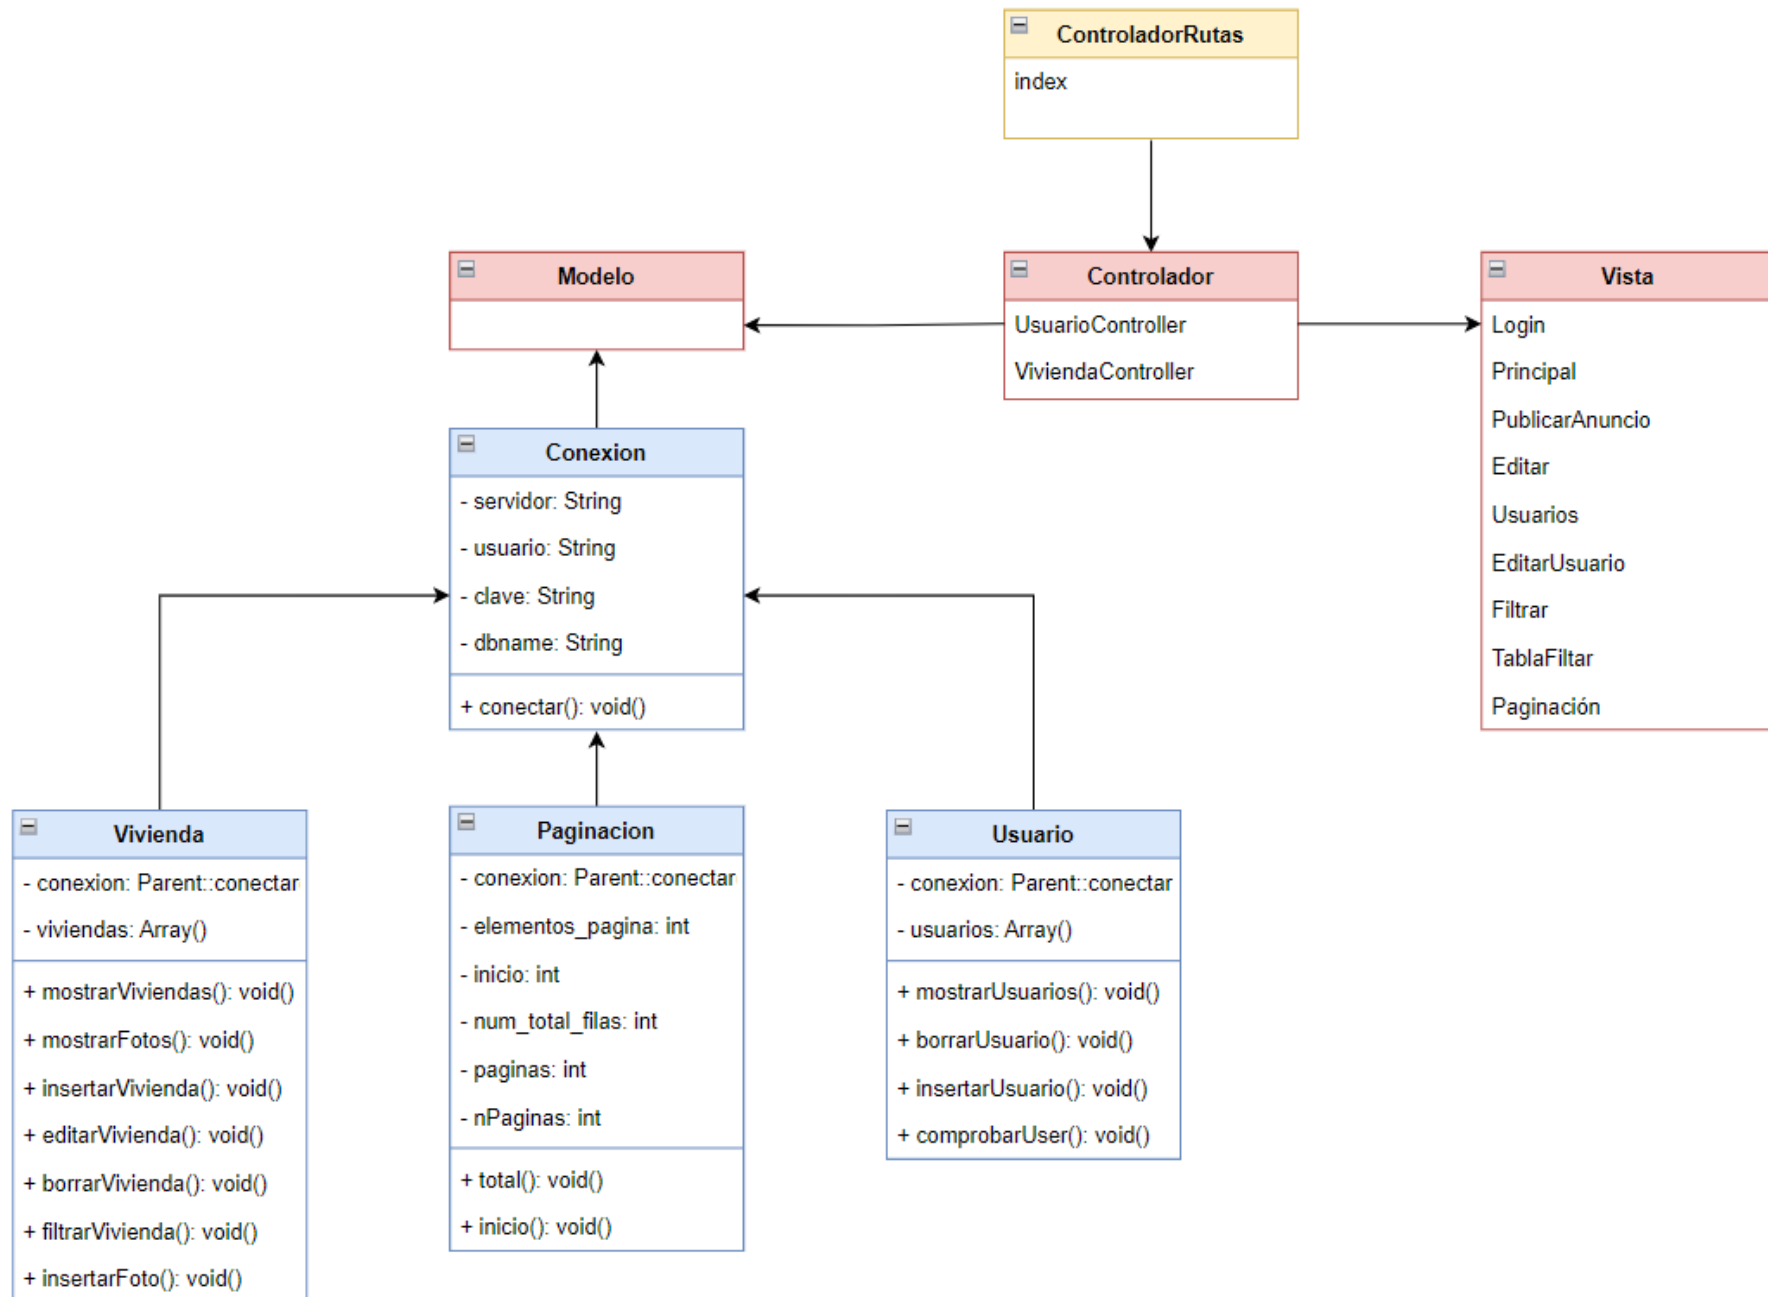 ControladorRutas
index
Modelo
Controlador
UsuarioController
ViviendaController
Vista
Login
Principal
PublicarAnuncio
Editar
Usuarios
EditarUsuario
Filtrar
TablaFiltar
Paginación
Conexion
- servidor: String
- usuario: String
- clave: String
- dbname: String
+ conectar(): void()
Vivienda
- conexion: Parent::conectar
- viviendas: Array()
+ mostrarViviendas(): void()
+ mostrarFotos(): void()
+ insertarVivienda(): void()
+ editarVivienda(): void()
+ borrarVivienda(): void()
+ filtrarVivienda(): void()
+ insertarFoto(): void()
Paginacion
- conexion: Parent::conectar
- elementos_pagina: int
- inicio: int
- num_total_filas: int
- paginas: int
- nPaginas: int
+ total(): void()
+ inicio(): void()
Usuario
- conexion: Parent::conectar
- usuarios: Array()
+ mostrarUsuarios(): void()
+ borrarUsuario(): void()
+ insertarUsuario(): void()
+ comprobarUser(): void()